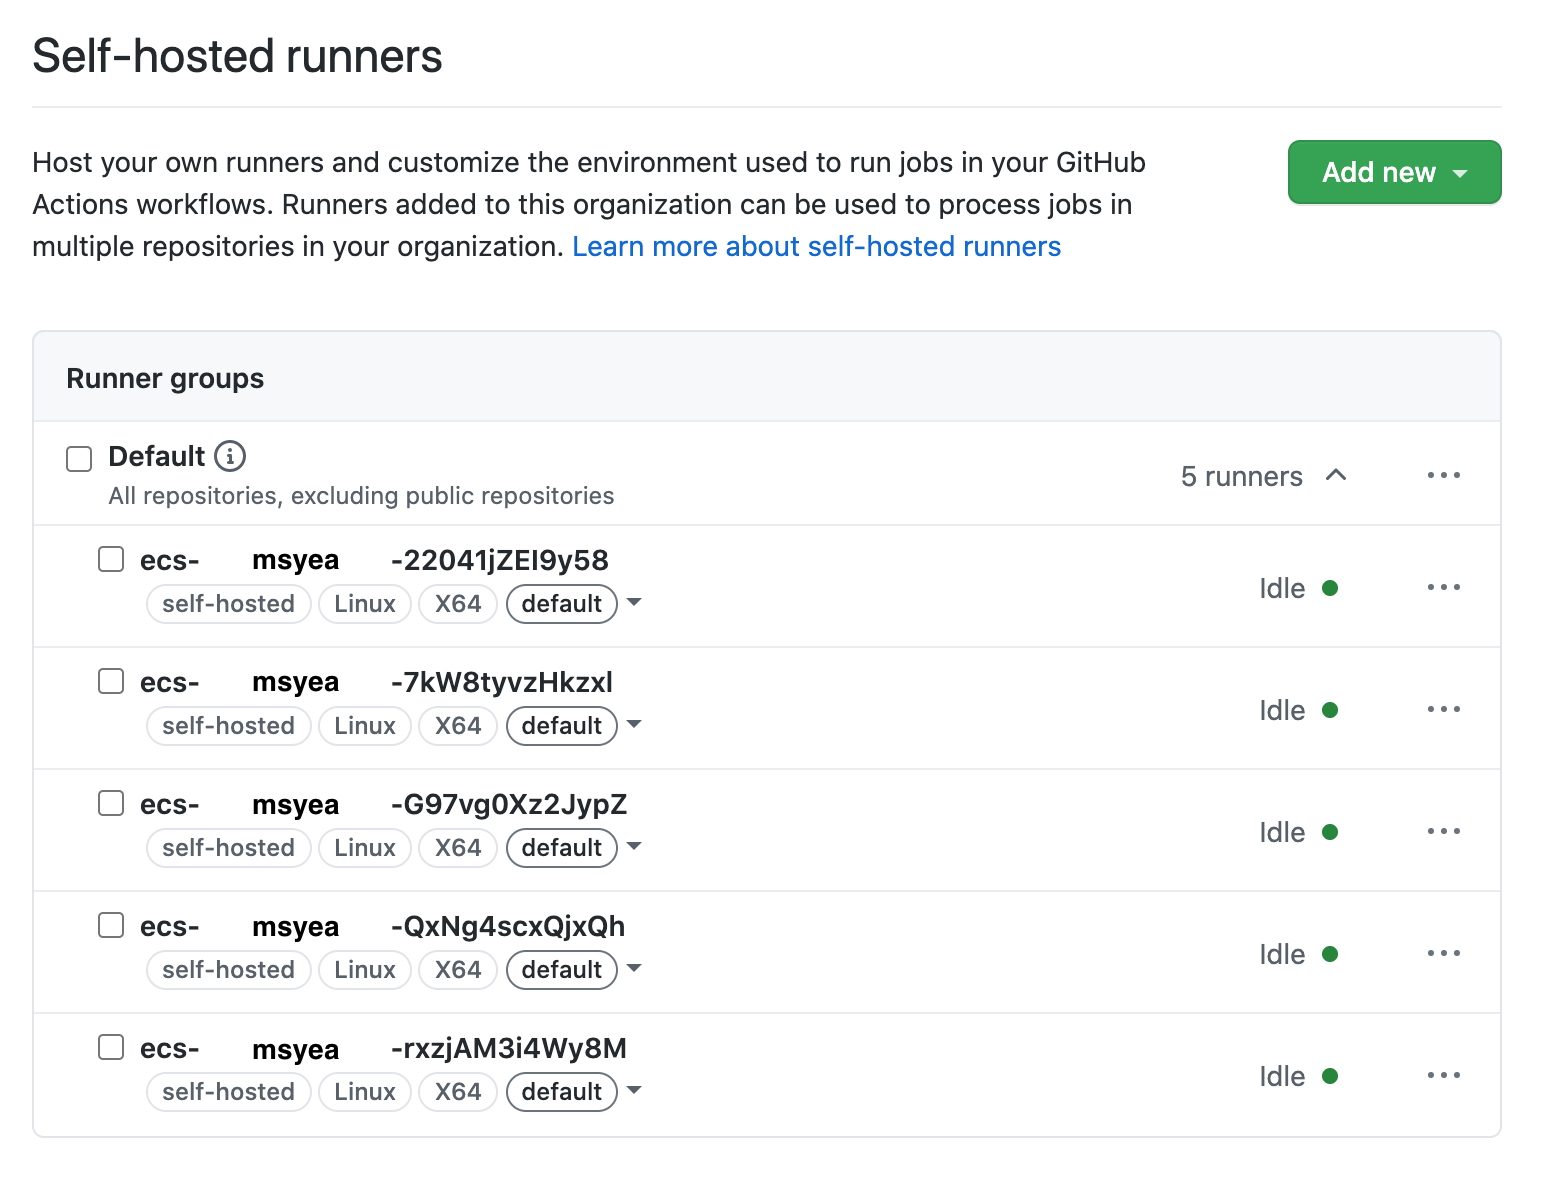 Self-hosted runners
Host your own runners and customize the environment used to run jobs in your GitHub
Add new
Actions workflows. Runners added to this organization can be used to process jobs in
multiple repositories in your organization. Learn more about self-hosted runners
Runner groups
Default
All repositories, excluding public repositories
5 runners
ecs- msyea -22041jZEI9y58
self-hosted Linux X64 default
Idle
ecs- msyea -7kW8tyvzHkzxl
self-hosted Linux X64 default
Idle
ecs- msyea -G97vg0Xz2JypZ
self-hosted Linux X64 default
Idle
ecs- msyea -QxNg4scxQjxQh
self-hosted Linux X64 default
Idle
ecs- msyea -rxzjAM3i4Wy8M
self-hosted Linux X64 default
Idle